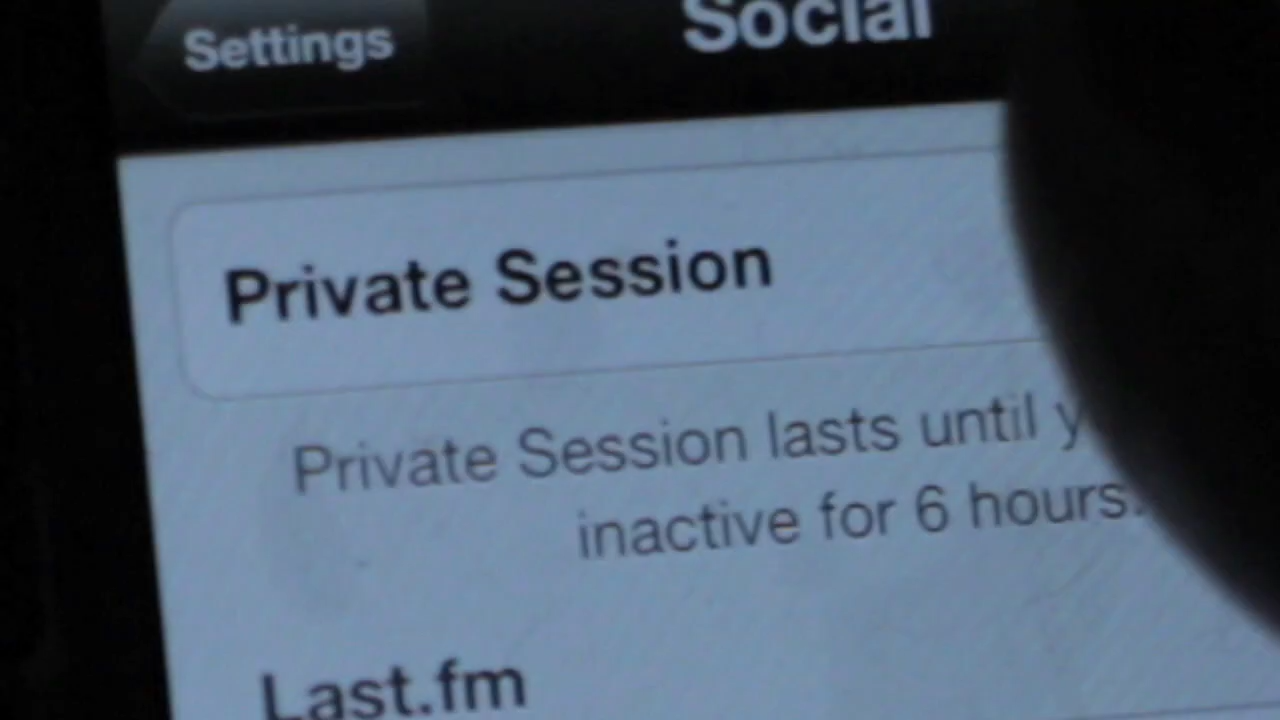 Settings Social
Private Session
Private Session lasts until
inactive for 6 hours.
Last.fm